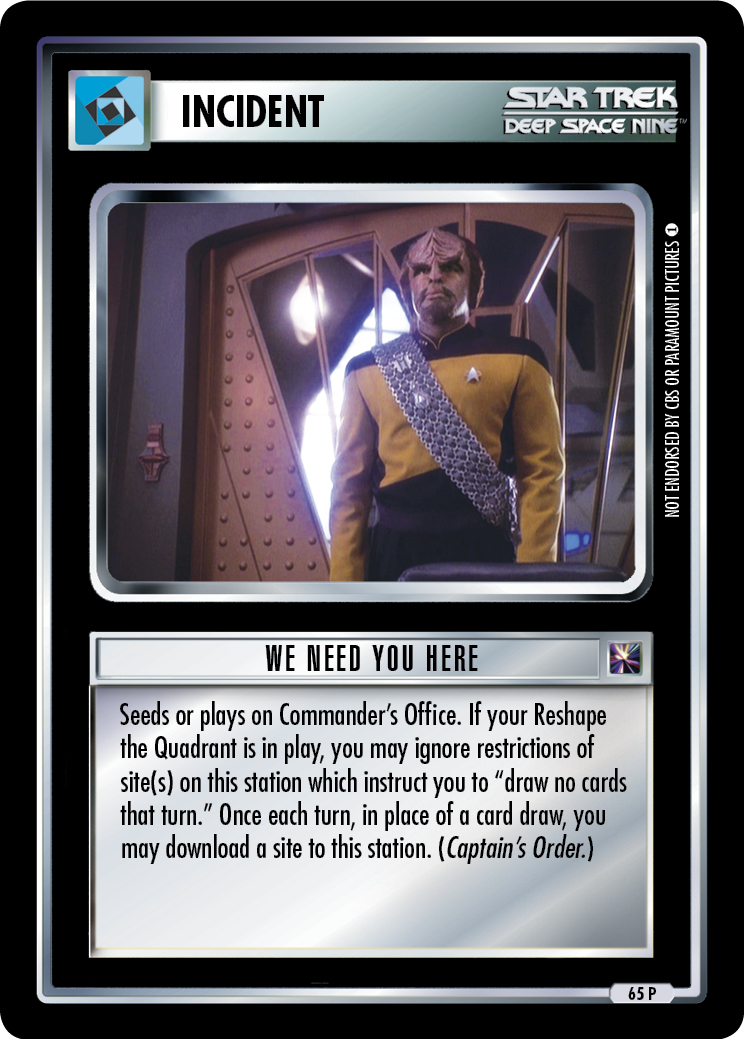 INCIDENT
STAR TREK
DEEP SPACE NINE™
NOT ENDORSED BY CBS OR PARAMOUNT PICTURES 1
WE NEED YOU HERE
Seeds or plays on Commander’s Office. If your Reshape
the Quadrant is in play, you may ignore restrictions of
site(s) on this station which instruct you to “draw no cards
that turn.” Once each turn, in place of a card draw, you
may download a site to this station. (Captain’s Order.)
65 P